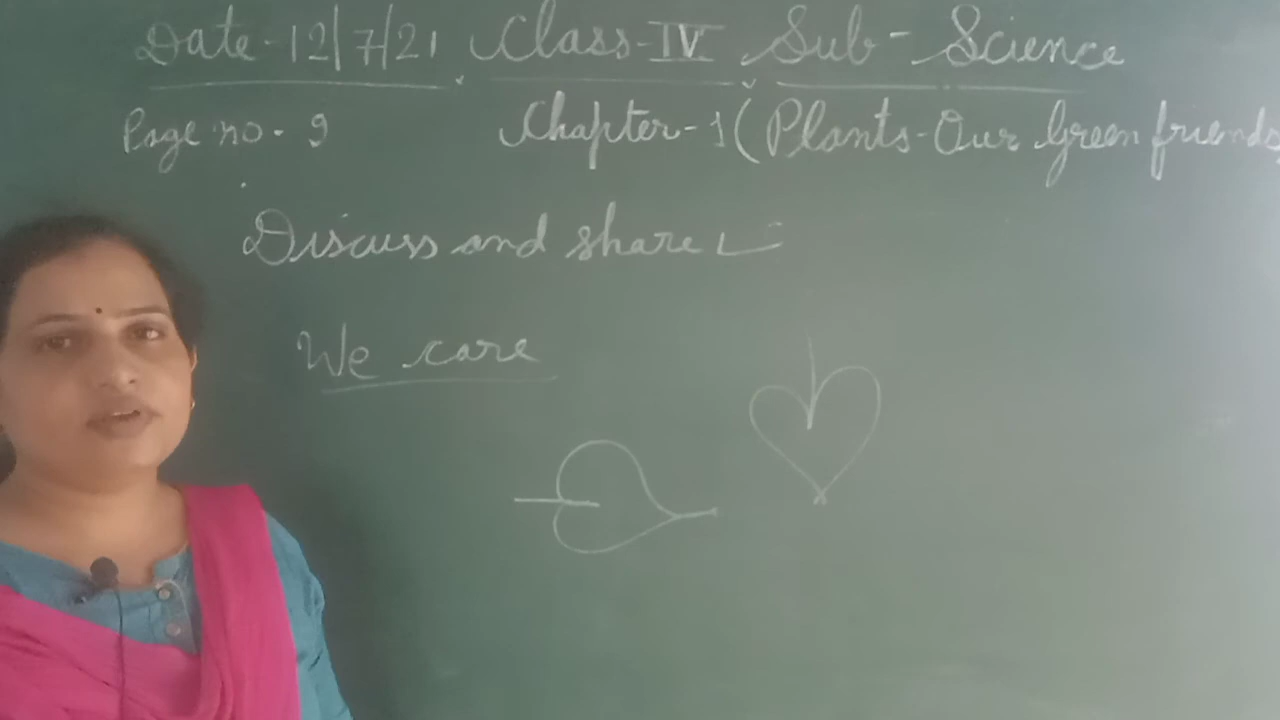 Date-12/7/21 Class-IV Sub-Science
Page no-9 Chapter-1 (Plants-Our Green friends
Discuss and share
We care